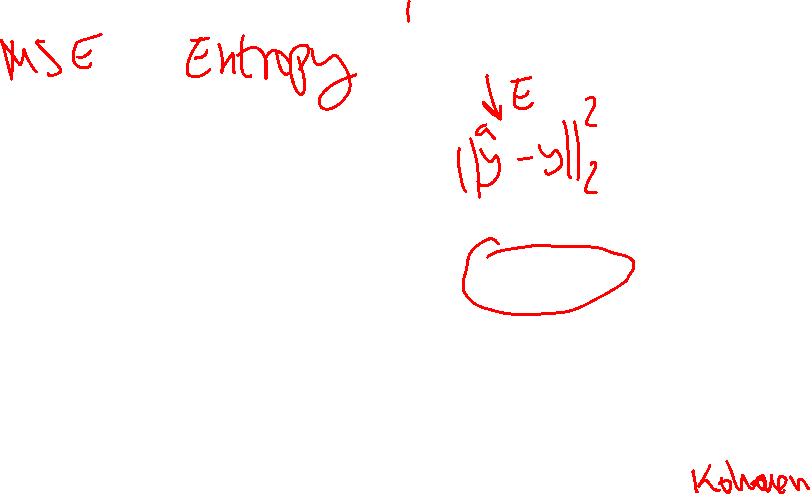 MSE Entropy
↓ E
||ŷ - y||₂²